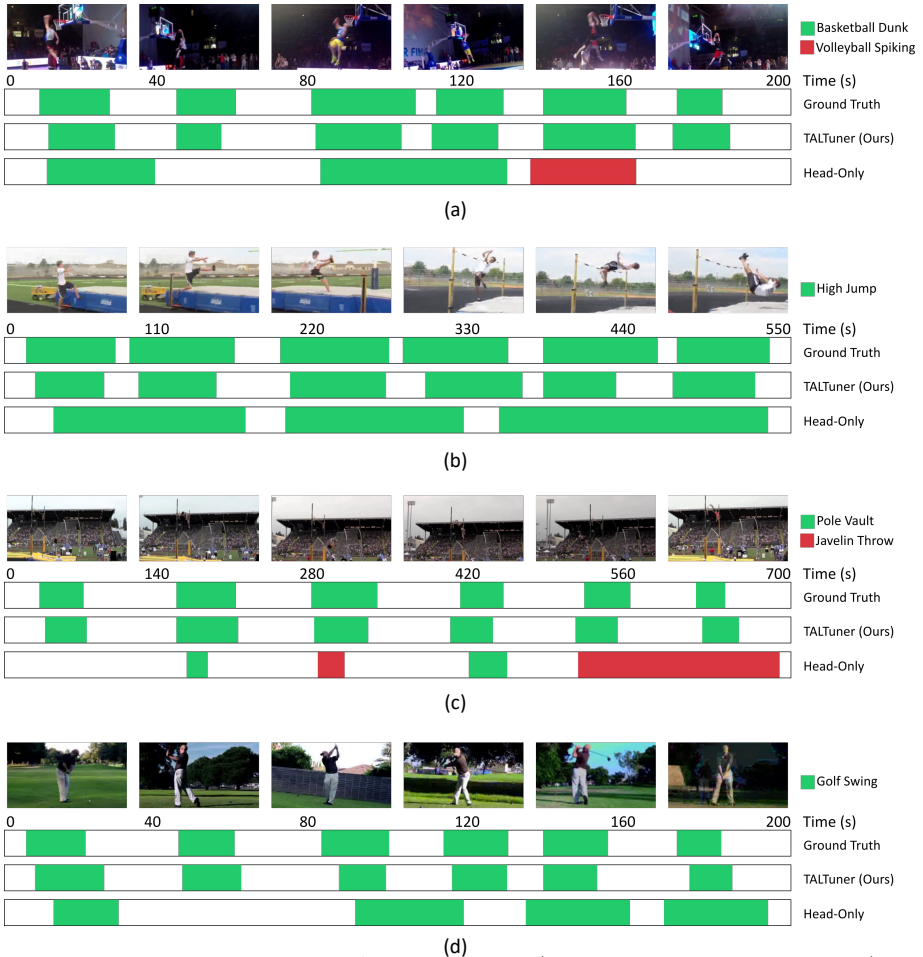 Basketball Dunk
Volleyball Spiking
0 40 80 120 160 200 Time (s)
Ground Truth
TALTuner (Ours)
Head-Only
(a)
High Jump
0 110 220 330 440 550 Time (s)
Ground Truth
TALTuner (Ours)
Head-Only
(b)
Pole Vault
Javelin Throw
0 140 280 420 560 700 Time (s)
Ground Truth
TALTuner (Ours)
Head-Only
(c)
Golf Swing
0 40 80 120 160 200 Time (s)
Ground Truth
TALTuner (Ours)
Head-Only
(d)